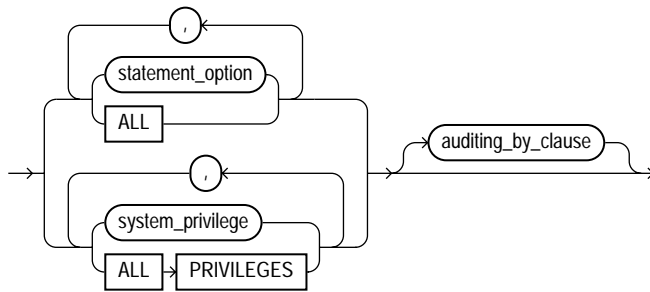 ,
statement_option
ALL
auditing_by_clause
,
system_privilege
ALL PRIVILEGES